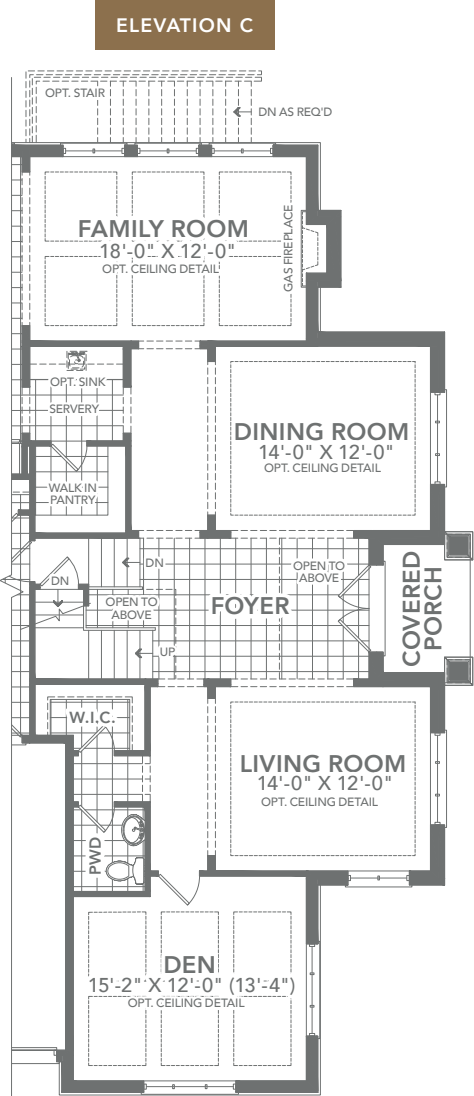 ELEVATION C
OPT. STAIR
DN AS REQ'D
FAMILY ROOM
18'-0" X 12'-0"
OPT. CEILING DETAIL
GAS FIREPLACE
OPT. SINK
SERVERY
DINING ROOM
14'-0" X 12'-0"
OPT. CEILING DETAIL
WALK IN
PANTRY
DN
OPEN TO
ABOVE
COVERED
PORCH
DN
OPEN TO
ABOVE
FOYER
UP
W.I.C.
LIVING ROOM
14'-0" X 12'-0"
OPT. CEILING DETAIL
PWD
DEN
15'-2" X 12'-0" (13'-4")
OPT. CEILING DETAIL